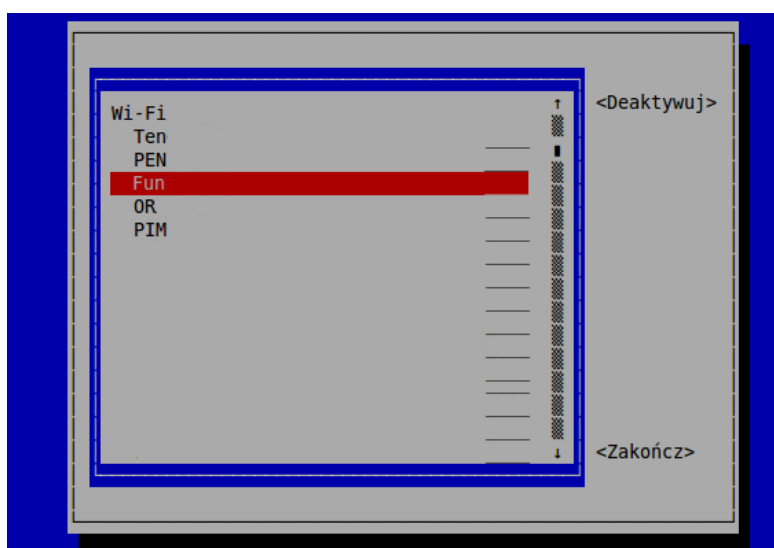 Wi-Fi
Ten
PEN
Fun
OR
PIM
<Deaktywuj>
<Zakończ>